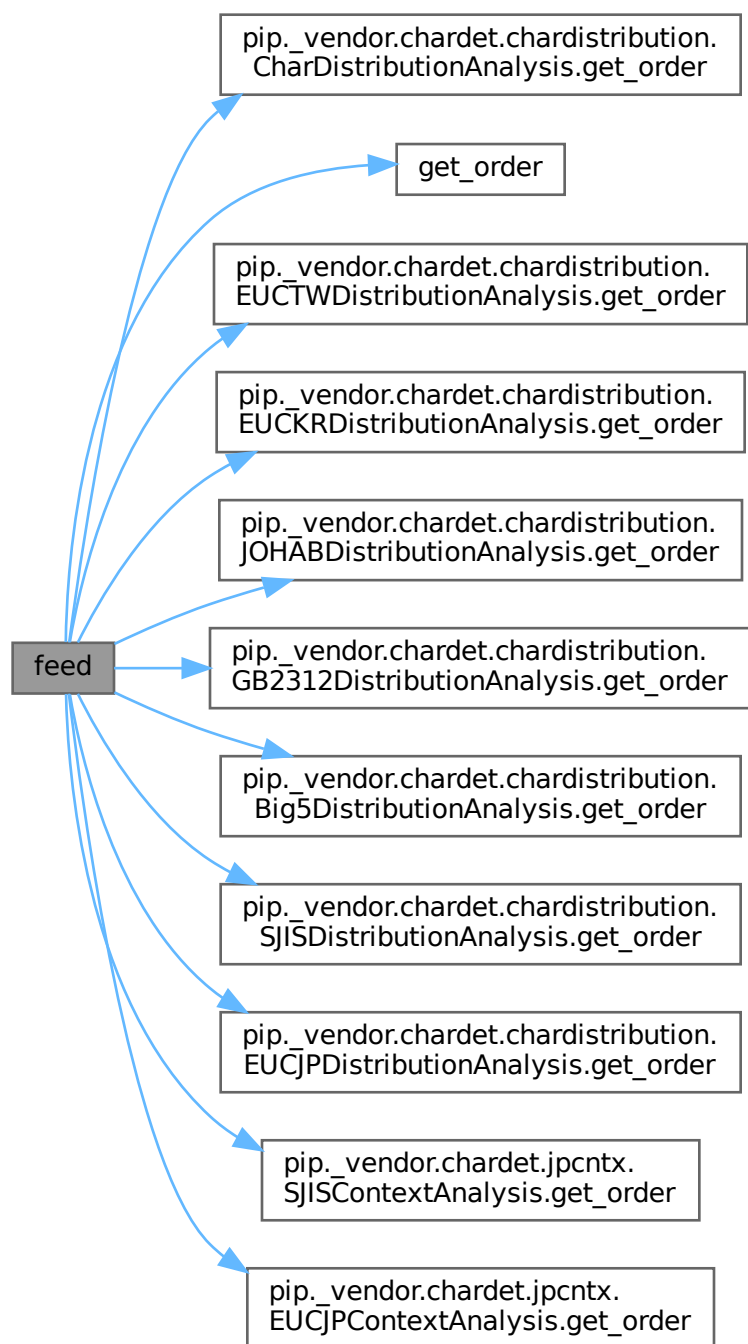 pip._vendor.chardet.chardistribution.
CharDistributionAnalysis.get_order
get_order
pip._vendor.chardet.chardistribution.
EUCTWDistributionAnalysis.get_order
pip._vendor.chardet.chardistribution.
EUCKRDistributionAnalysis.get_order
pip._vendor.chardet.chardistribution.
JOHABDistributionAnalysis.get_order
feed
pip._vendor.chardet.chardistribution.
GB2312DistributionAnalysis.get_order
pip._vendor.chardet.chardistribution.
Big5DistributionAnalysis.get_order
pip._vendor.chardet.chardistribution.
SJISDistributionAnalysis.get_order
pip._vendor.chardet.chardistribution.
EUCJPDistributionAnalysis.get_order
pip._vendor.chardet.jpcntx.
SJISContextAnalysis.get_order
pip._vendor.chardet.jpcntx.
EUCJPContextAnalysis.get_order